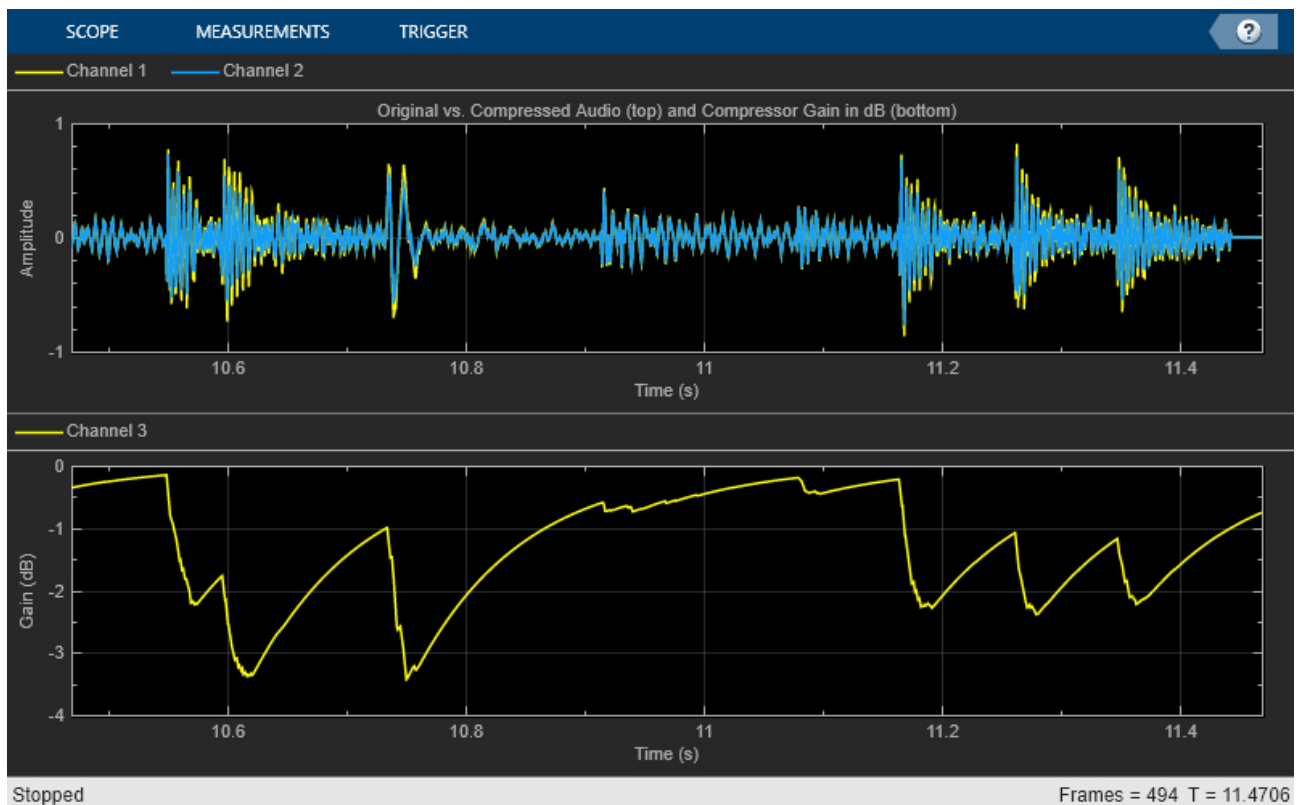 SCOPE MEASUREMENTS TRIGGER ?
Channel 1 Channel 2
Original vs. Compressed Audio (top) and Compressor Gain in dB (bottom)
1
0
-1
Amplitude
10.6 10.8 11 11.2 11.4
Time (s)
Channel 3
0
-1
-2
-3
-4
Gain (dB)
10.6 10.8 11 11.2 11.4
Time (s)
Stopped Frames = 494 T = 11.4706